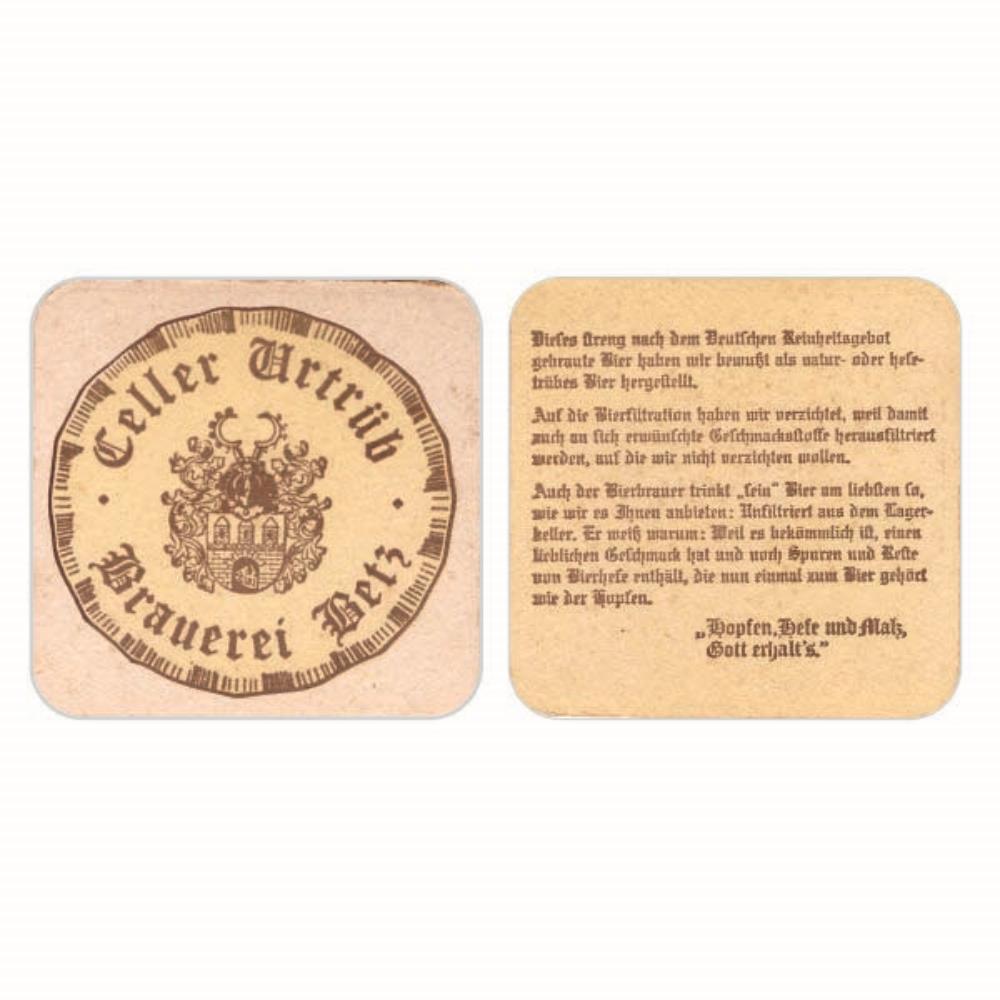 Celler Urtrüb
Brauerei Betz
Dieses streng nach dem Deutschen Reinheitsgebot
gebraute Bier haben wir bewußt als natur- oder hefe-
trübes Bier hergestellt.
Auf die Bierfiltration haben wir verzichtet, weil damit
auch an sich erwünschte Geschmacksstoffe herausfiltriert
werden, auf die wir nicht verzichten wollen.
Auch der Bierbrauer trinkt „sein“ Bier am liebsten so,
wie wir es Ihnen anbieten: Unfiltriert aus dem Lager-
keller. Er weiß warum: Weil es bekömmlich ist, einen
lieblichen Geschmack hat und noch Spuren und Reste
von Bierhefe enthält, die nun einmal zum Bier gehört
wie der Hopfen.
„Hopfen, Hefe und Malz,
Gott erhalt's.“